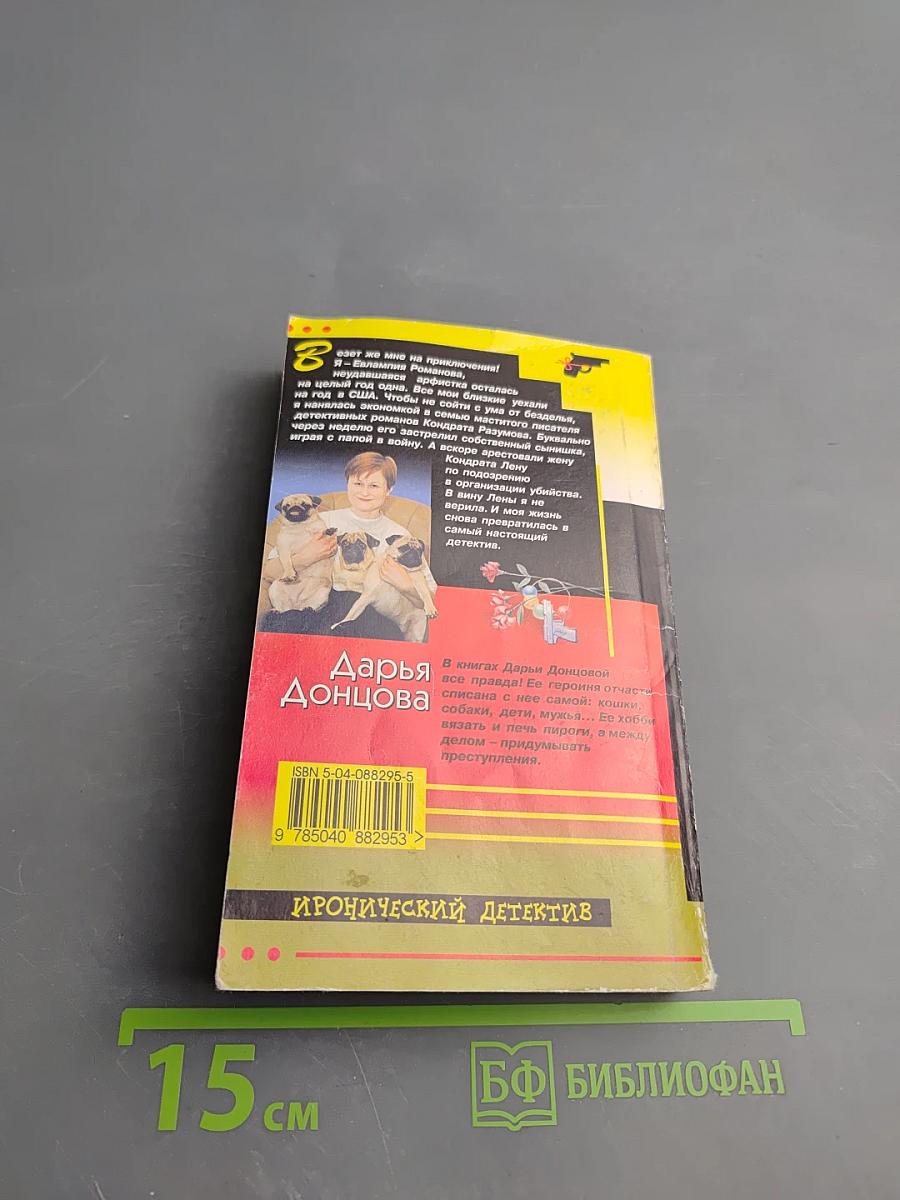 Везет же мне на приключения!
Я – Евлампия Романова,
неудавшаяся арфистка осталась
на целый год одна. Все мои близкие уехали
на год в США. Чтобы не сойти с ума от безделья,
я нанялась экономкой в семью маститого писателя
детективных романов Кондрата Разумова. Буквально
через неделю его застрелил собственный сынишка,
играя с папой в войну. А вскоре арестовали жену
Кондрата Лену
по подозрению
в организации убийства.
В вину Лены я не
верила. И моя жизнь
снова превратилась в
самый настоящий
детектив.
Дарья
Донцова
В книгах Дарьи Донцовой
все правда! Ее героиня отчасти
списана с нее самой: кошки,
собаки, дети, мужья... Ее хобби
вязать и печь пироги, а между
делом – придумывать
преступления.
ISBN 5-04-088295-5
9 785040 882953 >
ИРОНИЧЕСКИЙ ДЕТЕКТИВ
15 см
БФ БИБЛИОФАН